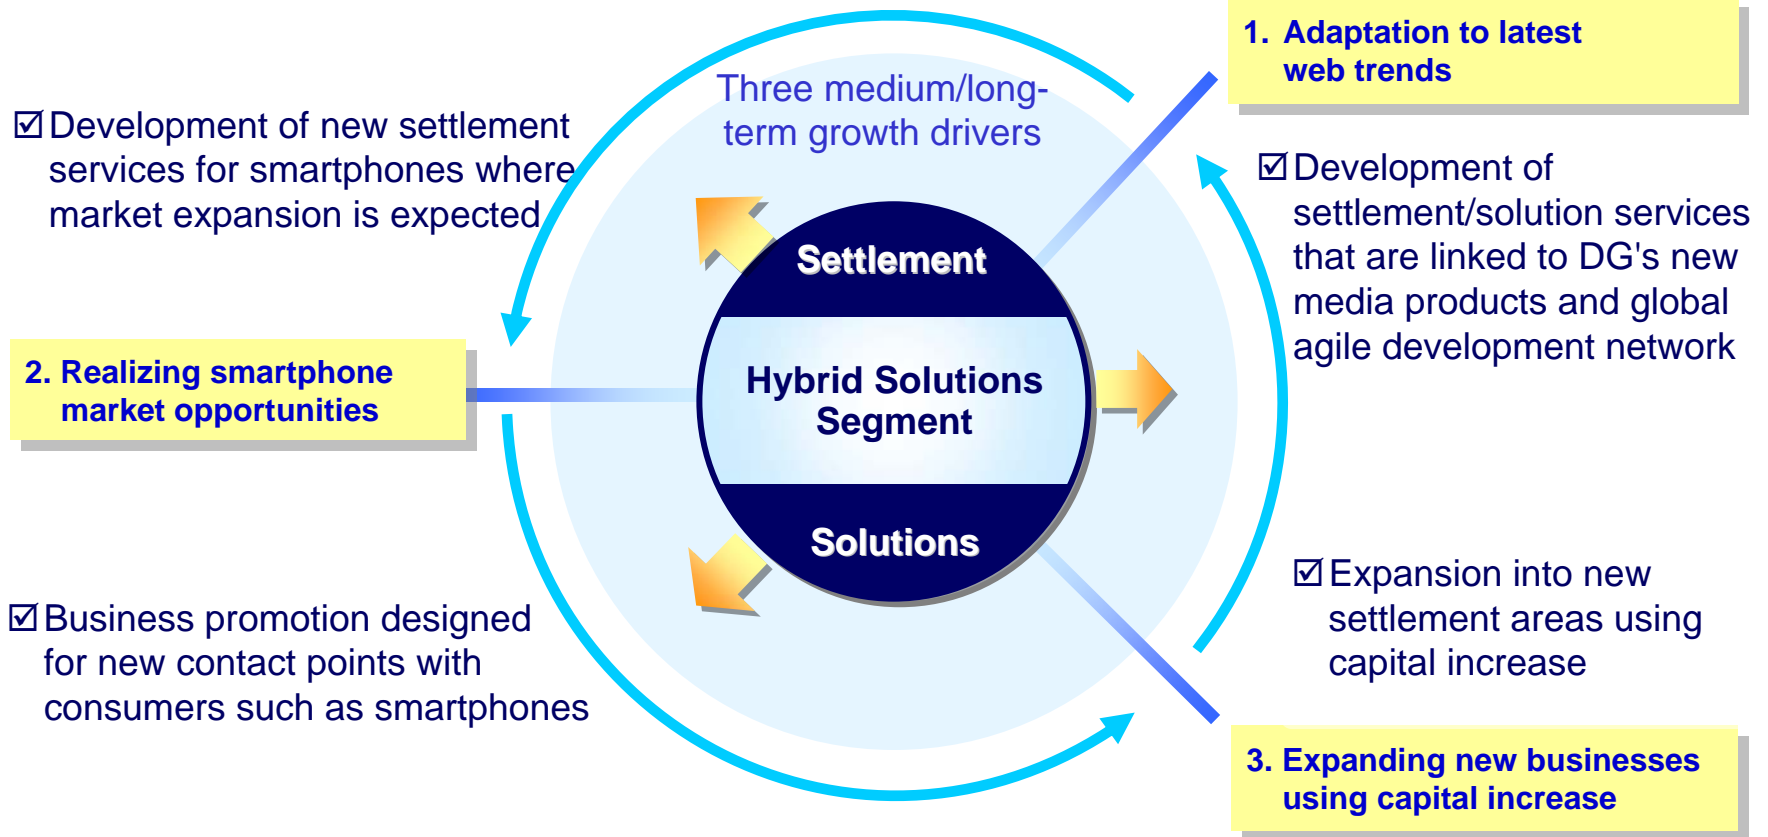 Three medium/long-
term growth drivers
1. Adaptation to latest
web trends
☑ Development of
settlement/solution services
that are linked to DG's new
media products and global
agile development network
☑ Development of new settlement
services for smartphones where
market expansion is expected
2. Realizing smartphone
market opportunities
☑ Business promotion designed
for new contact points with
consumers such as smartphones
Settlement
Hybrid Solutions
Segment
Solutions
☑ Expansion into new
settlement areas using
capital increase
3. Expanding new businesses
using capital increase